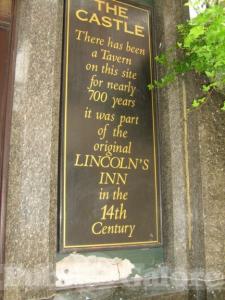 THE
CASTLE
There has been
a Tavern
on this site
for nearly
700 years
it was part
of the
original
LINCOLN'S
INN
in the
14th
Century